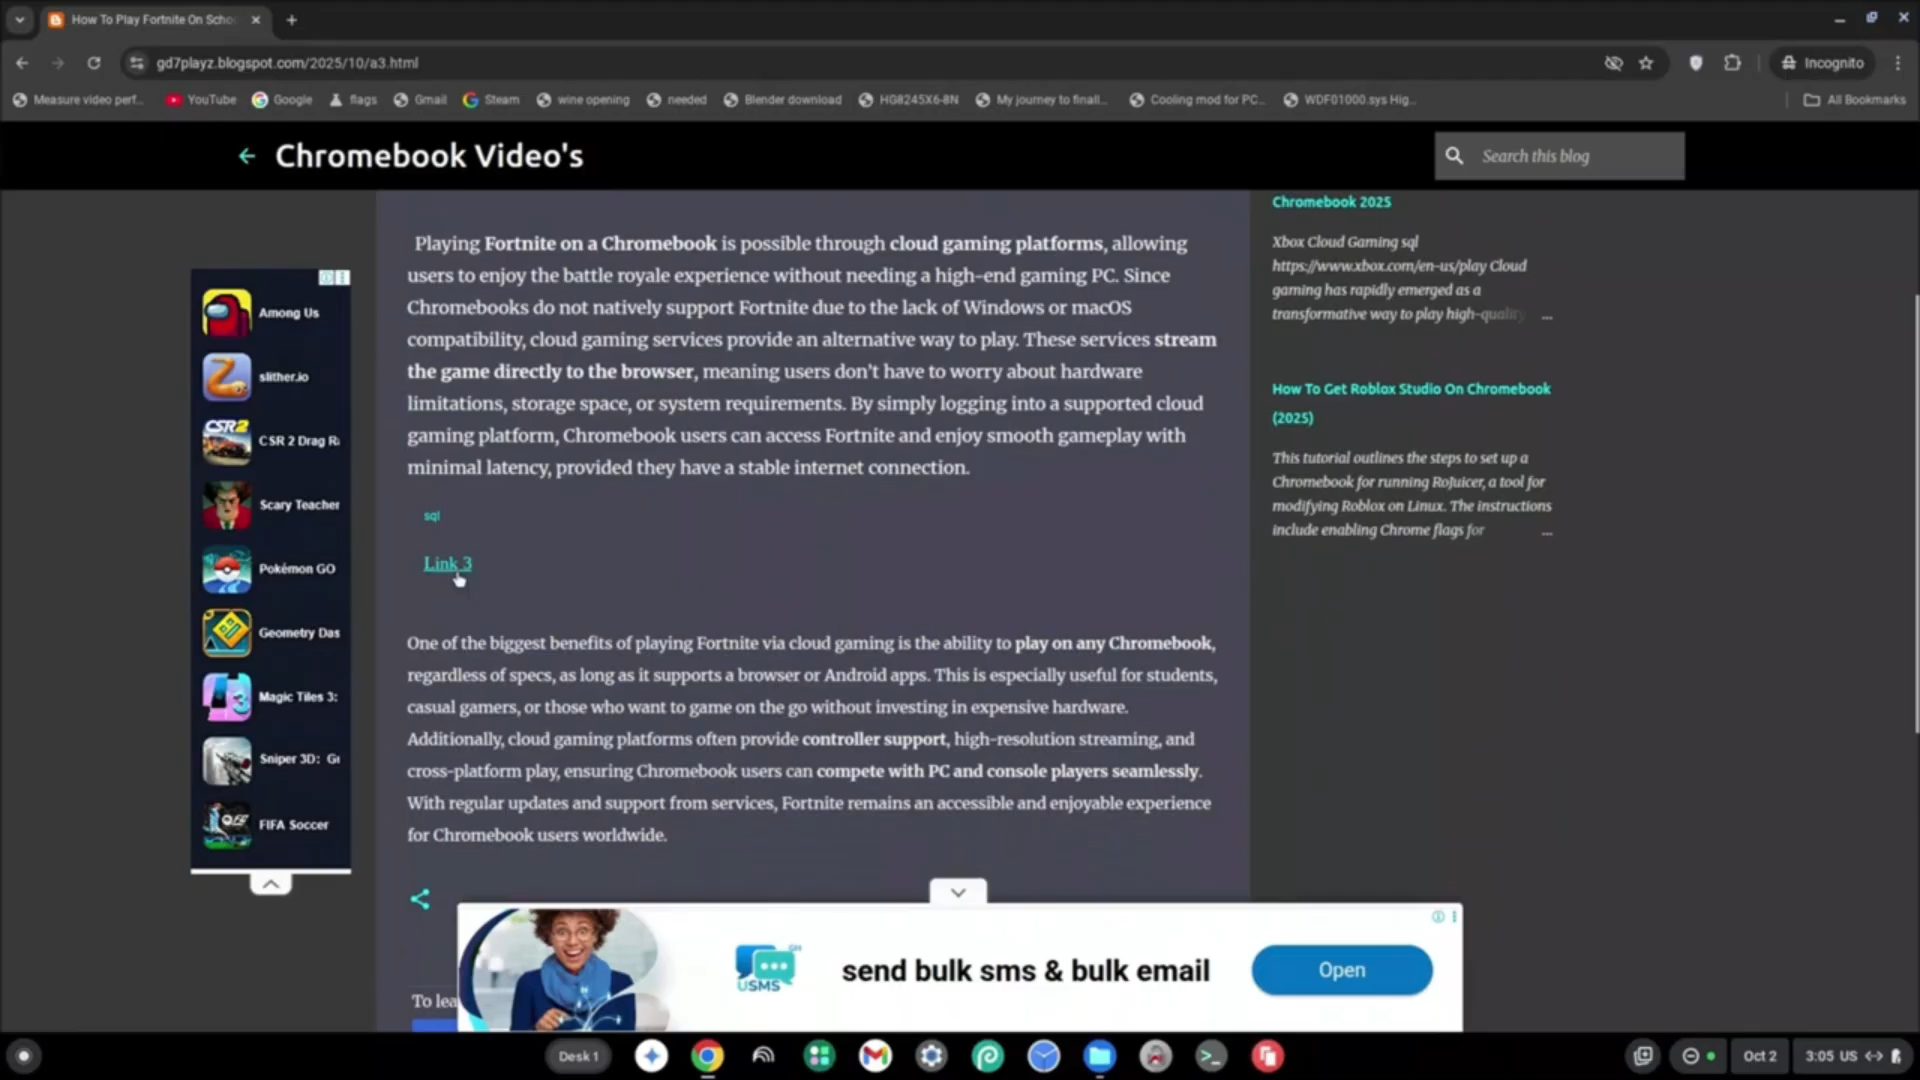 How To Play Fortnite On Scho
gd7playz.blogspot.com/2025/10/a3.html
Incognito
Measure video perf...
YouTube
Google
flags
Gmail
Steam
wine opening
needed
Blender download
HG8245X6-8N
My journey to finall...
Cooling mod for PC...
WDF01000.sys Hig...
All Bookmarks
Chromebook Video's
Search this blog
Among Us
slither.io
CSR 2 Drag Ra
Scary Teacher
Pokémon GO
Geometry Das
Magic Tiles 3:
Sniper 3D: Gu
FIFA Soccer
Playing Fortnite on a Chromebook is possible through cloud gaming platforms, allowing
users to enjoy the battle royale experience without needing a high-end gaming PC. Since
Chromebooks do not natively support Fortnite due to the lack of Windows or macOS
compatibility, cloud gaming services provide an alternative way to play. These services stream
the game directly to the browser, meaning users don't have to worry about hardware
limitations, storage space, or system requirements. By simply logging into a supported cloud
gaming platform, Chromebook users can access Fortnite and enjoy smooth gameplay with
minimal latency, provided they have a stable internet connection.
sql
Link 3
One of the biggest benefits of playing Fortnite via cloud gaming is the ability to play on any Chromebook,
regardless of specs, as long as it supports a browser or Android apps. This is especially useful for students,
casual gamers, or those who want to game on the go without investing in expensive hardware.
Additionally, cloud gaming platforms often provide controller support, high-resolution streaming, and
cross-platform play, ensuring Chromebook users can compete with PC and console players seamlessly.
With regular updates and support from services, Fortnite remains an accessible and enjoyable experience
for Chromebook users worldwide.
To lea
Chromebook 2025
Xbox Cloud Gaming sql
https://www.xbox.com/en-us/play Cloud
gaming has rapidly emerged as a
transformative way to play high-quality ...
How To Get Roblox Studio On Chromebook
(2025)
This tutorial outlines the steps to set up a
Chromebook for running RoJuicer, a tool for
modifying Roblox on Linux. The instructions
include enabling Chrome flags for ...
USMS GH
send bulk sms & bulk email
Open
Desk 1
Oct 2
3:05 US